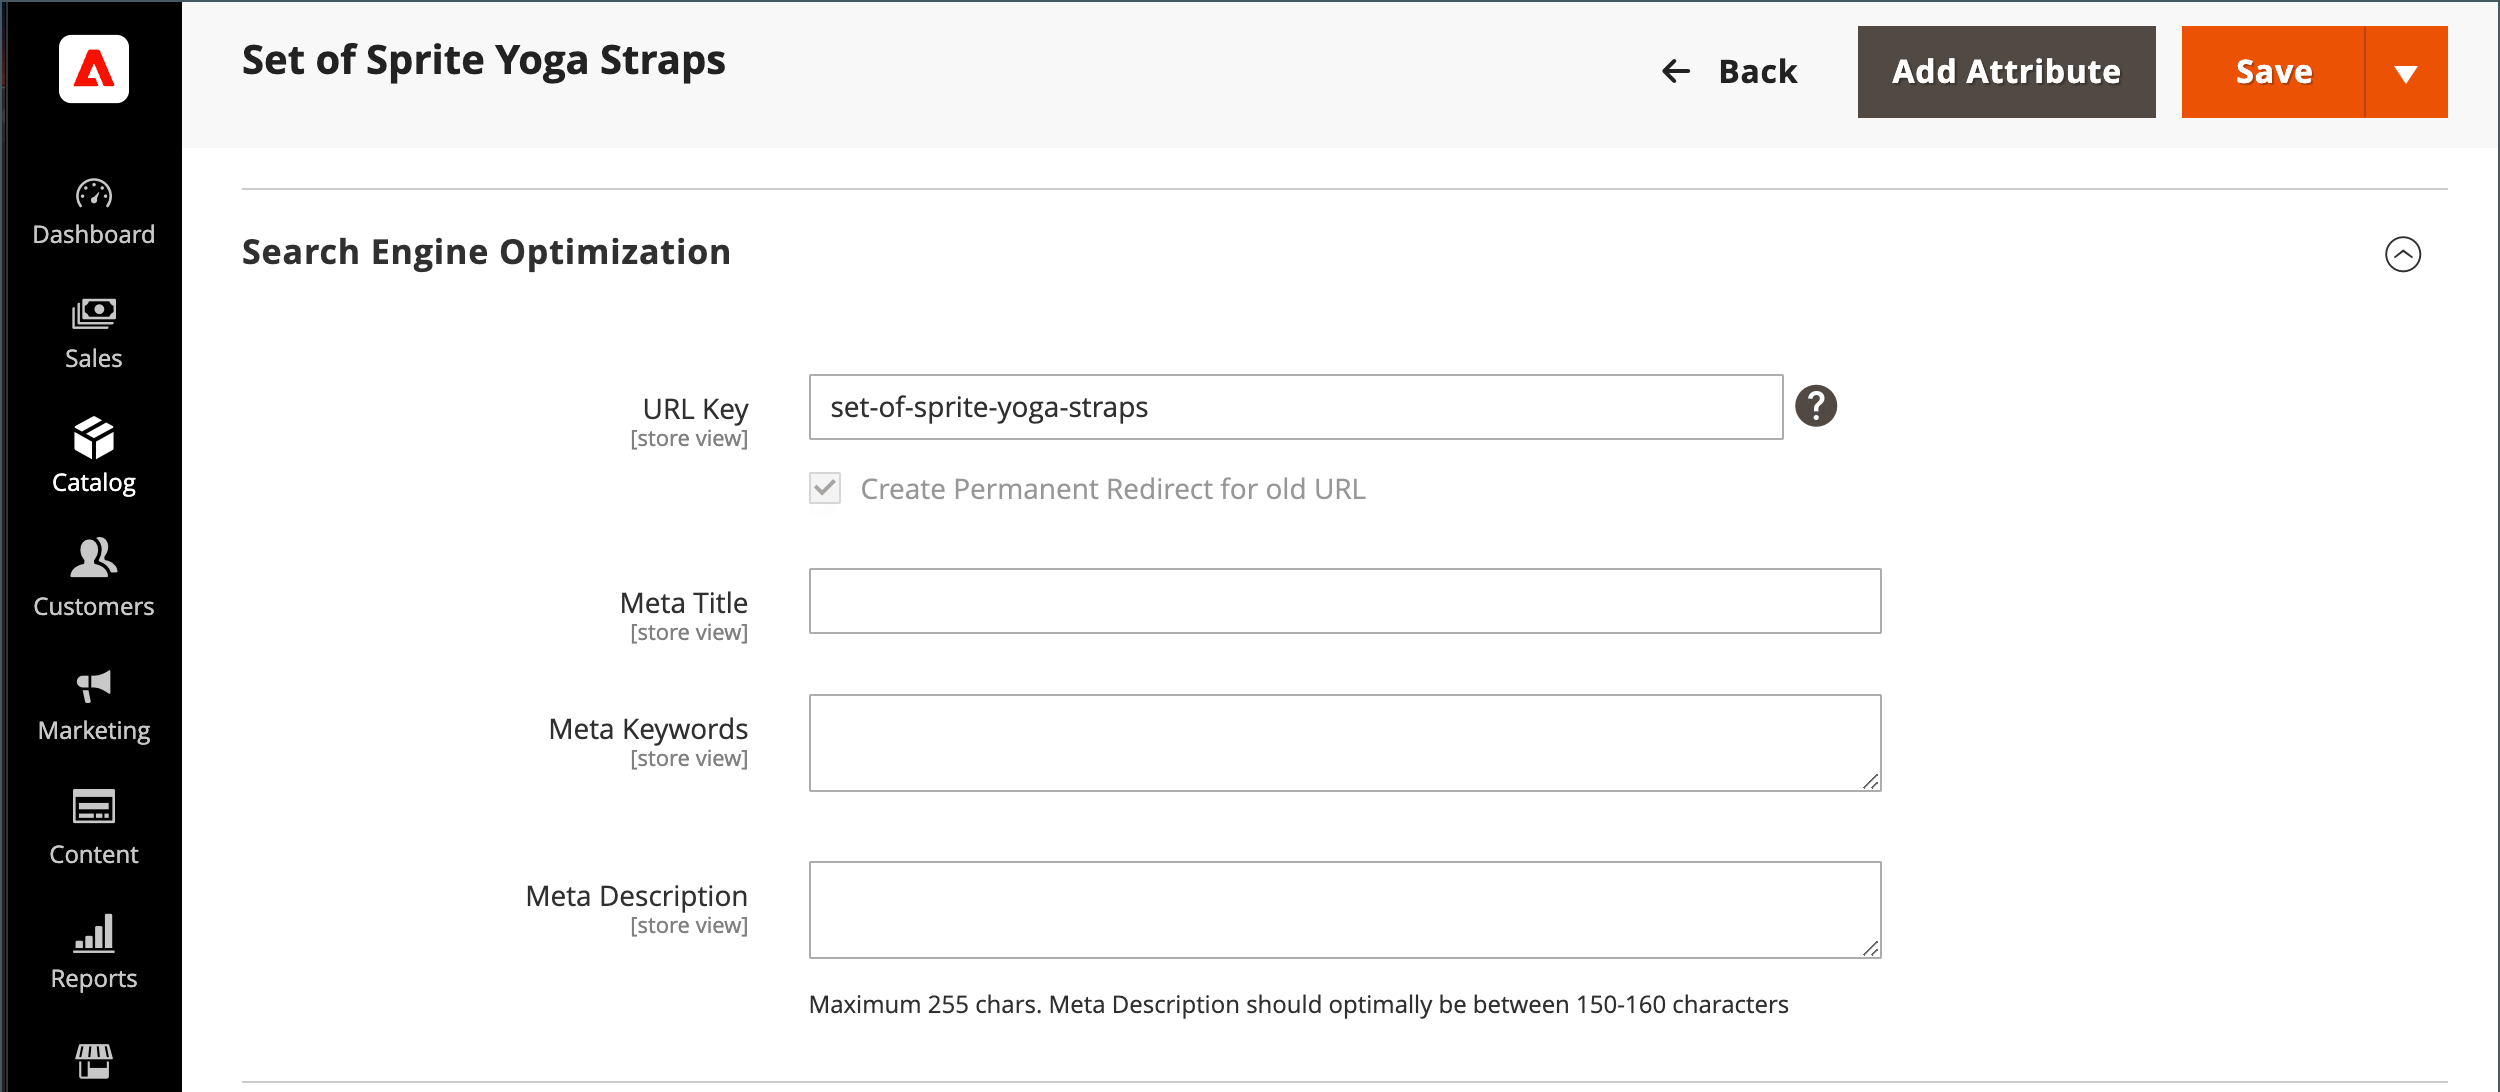 Set of Sprite Yoga Straps
Back
Add Attribute
Save
Dashboard
Sales
Catalog
Customers
Marketing
Content
Reports
Search Engine Optimization
URL Key
[store view]
set-of-sprite-yoga-straps
?
Create Permanent Redirect for old URL
Meta Title
[store view]
Meta Keywords
[store view]
Meta Description
[store view]
Maximum 255 chars. Meta Description should optimally be between 150-160 characters